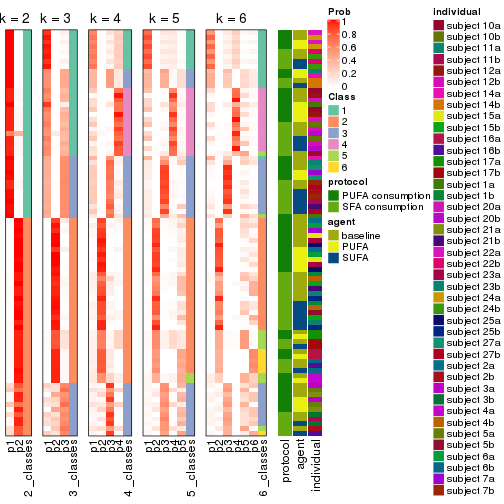 k = 2
k = 3
k = 4
k = 5
k = 6
p1
p2
2_classes
p1
p2
p3
3_classes
p1
p2
p3
p4
4_classes
p1
p2
p3
p4
p5
5_classes
p1
p2
p3
p4
p5
p6
6_classes
protocol
agent
individual
Prob
1
0.8
0.6
0.4
0.2
0
Class
1
2
3
4
5
6
protocol
PUFA consumption
SFA consumption
agent
baseline
PUFA
SUFA
individual
subject 10a
subject 10b
subject 11a
subject 11b
subject 12a
subject 12b
subject 14a
subject 14b
subject 15a
subject 15b
subject 16a
subject 16b
subject 17a
subject 17b
subject 1a
subject 1b
subject 20a
subject 20b
subject 21a
subject 21b
subject 22a
subject 22b
subject 23a
subject 23b
subject 24a
subject 24b
subject 25a
subject 25b
subject 27a
subject 27b
subject 2a
subject 2b
subject 3a
subject 3b
subject 4a
subject 4b
subject 5a
subject 5b
subject 6a
subject 6b
subject 7a
subject 7b